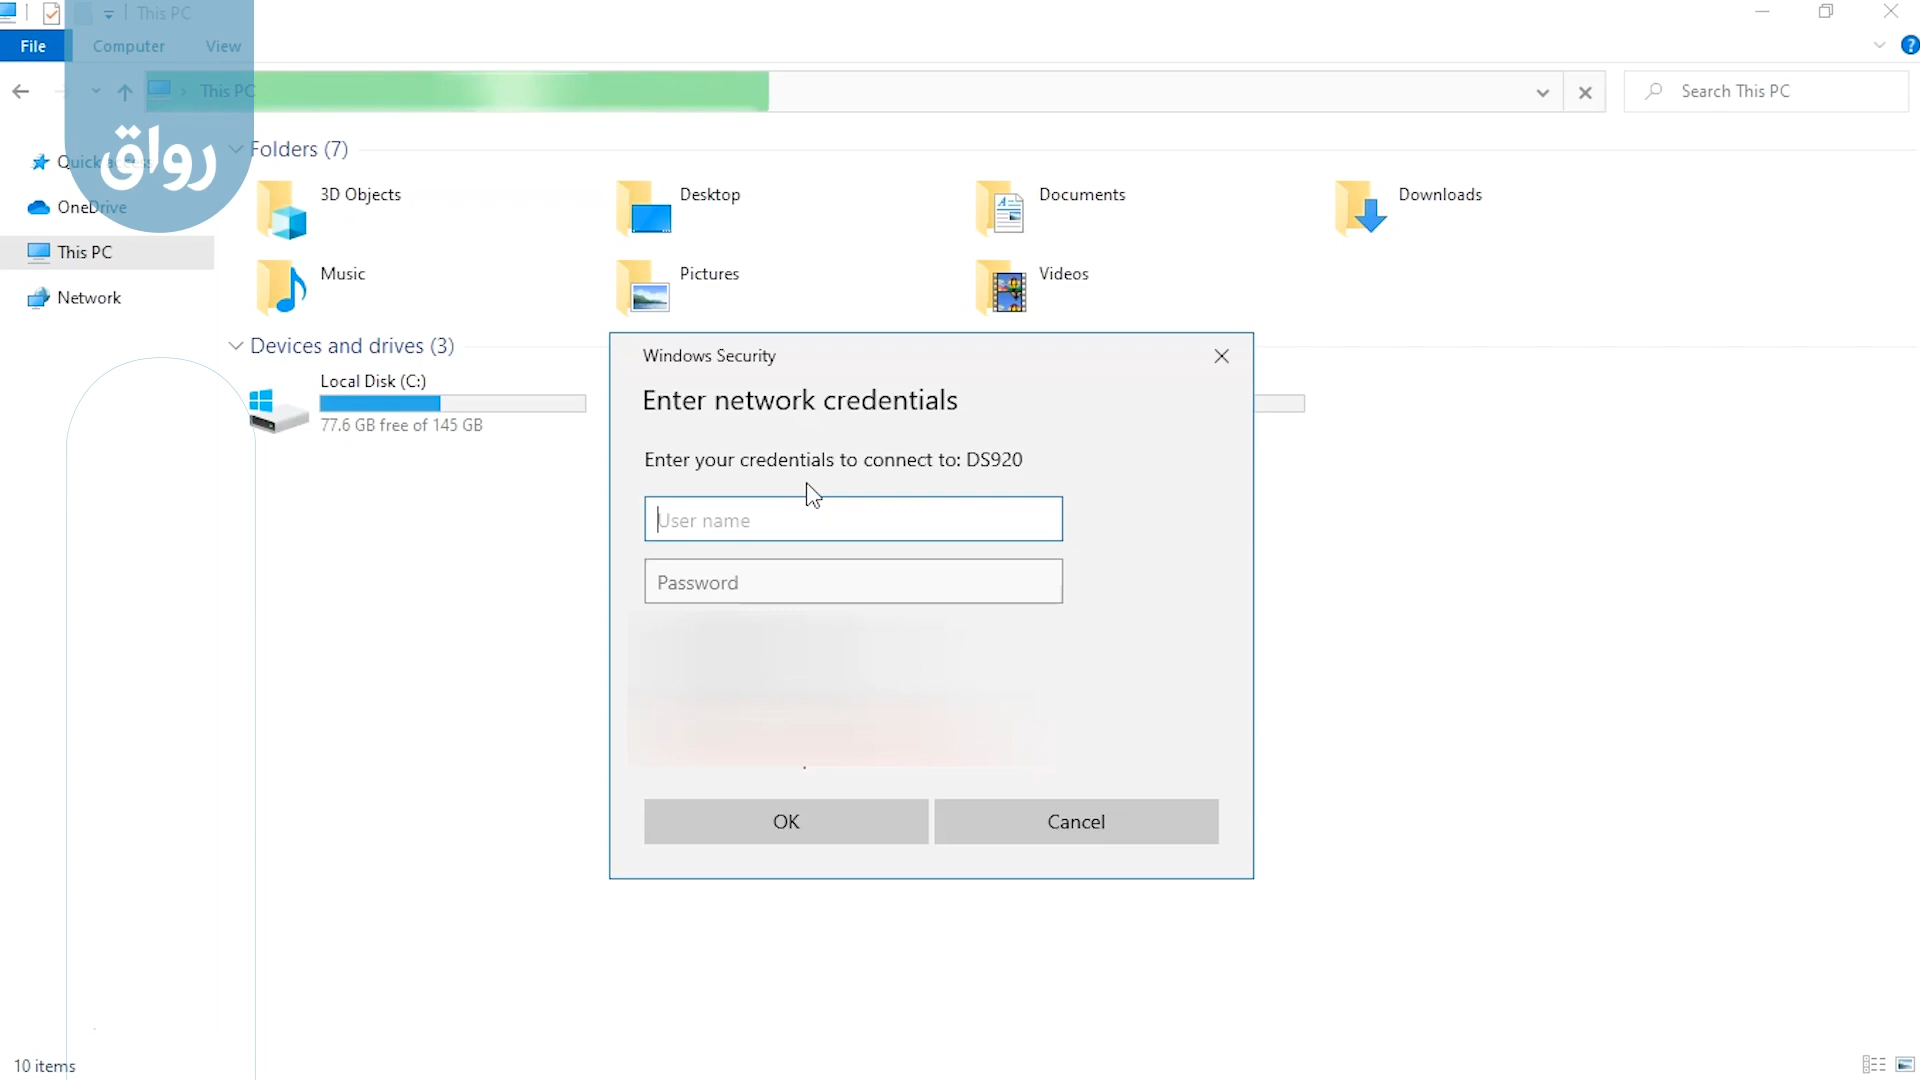 This PC
File Computer View
This PC
Search This PC
رواق
Quick access
OneDrive
This PC
Network
Folders (7)
3D Objects
Desktop
Documents
Downloads
Music
Pictures
Videos
Devices and drives (3)
Local Disk (C:)
77.6 GB free of 145 GB
Windows Security
Enter network credentials
Enter your credentials to connect to: DS920
User name
Password
OK
Cancel
10 items